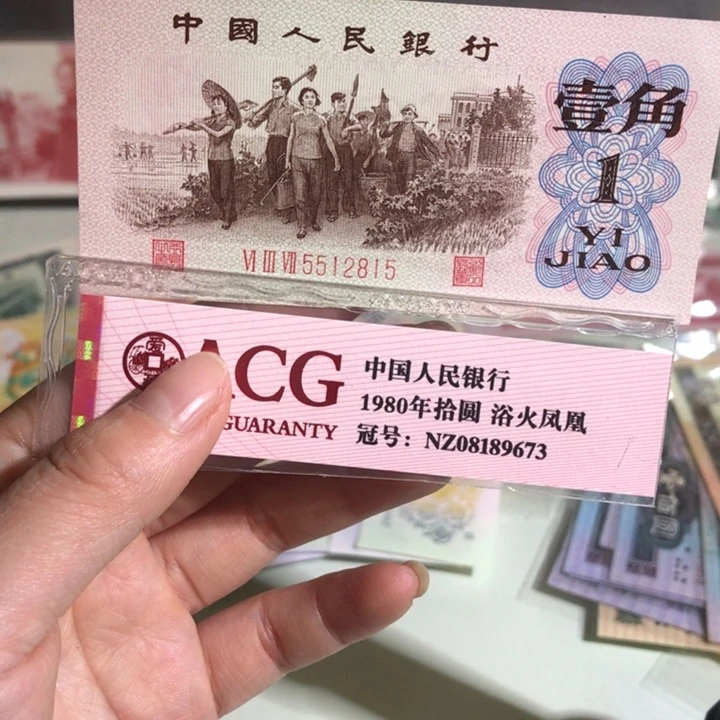 中國人民銀行
壹角
1
YI
JIAO
VI III VII 5512815
ACG
GUARANTY
中国人民银行
1980年拾圆 浴火凤凰
冠号：NZ08189673